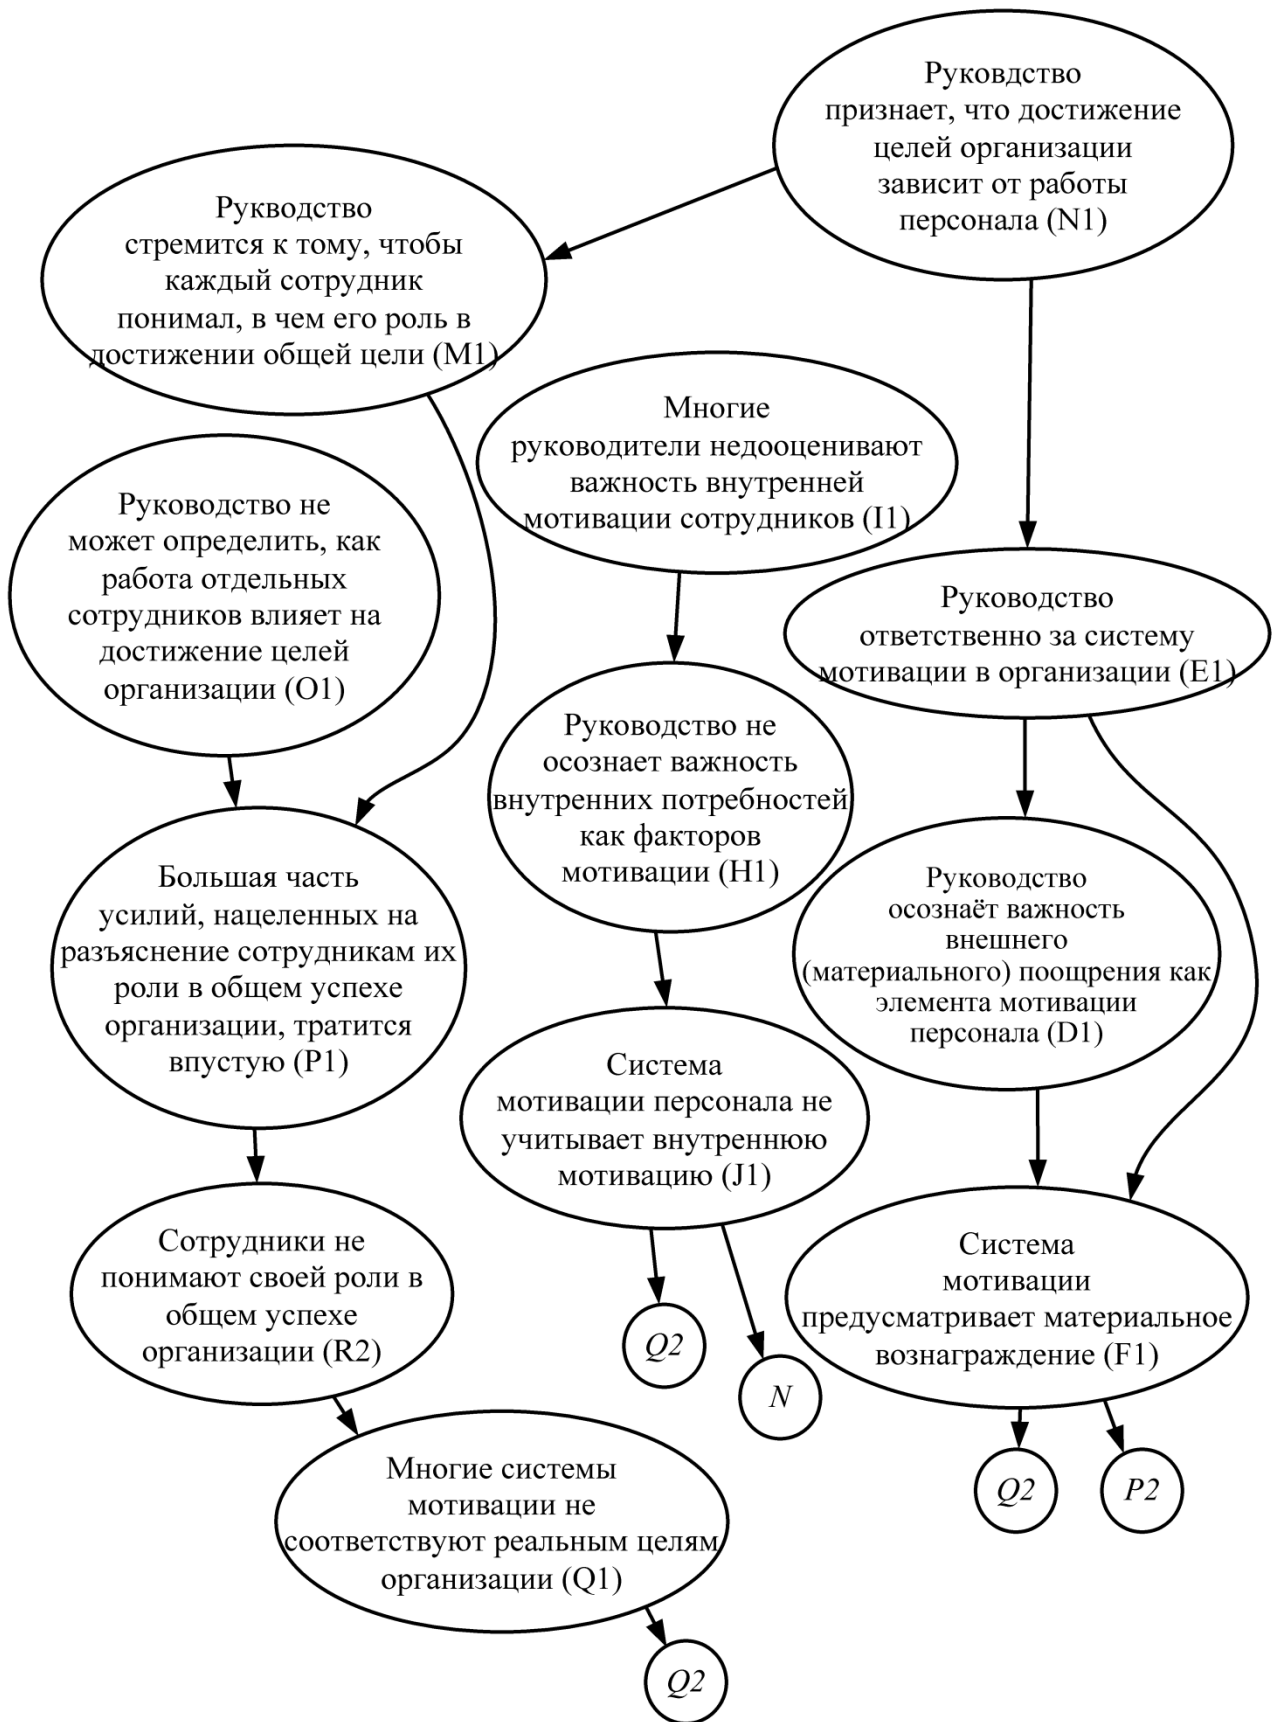 Руковдство
признает, что достижение
целей организации
зависит от работы
персонала (N1)
Рукводство
стремится к тому, чтобы
каждый сотрудник
понимал, в чем его роль в
достижении общей цели (M1)
Многие
руководители недооценивают
важность внутренней
мотивации сотрудников (I1)
Руководство не
может определить, как
работа отдельных
сотрудников влияет на
достижение целей
организации (O1)
Руководство
ответственно за систему
мотивации в организации (E1)
Руководство не
осознает важность
внутренних потребностей
как факторов
мотивации (H1)
Большая часть
усилий, нацеленных на
разъяснение сотрудникам их
роли в общем успехе
организации, тратится
впустую (P1)
Руководство
осознаёт важность
внешнего
(материального) поощрения как
элемента мотивации
персонала (D1)
Система
мотивации персонала не
учитывает внутреннюю
мотивацию (J1)
Сотрудники не
понимают своей роли в
общем успехе
организации (R2)
Система
мотивации
предусматривает материальное
вознаграждение (F1)
Q2
N
Многие системы
мотивации не
соответствуют реальным целям
организации (Q1)
Q2
P2
Q2